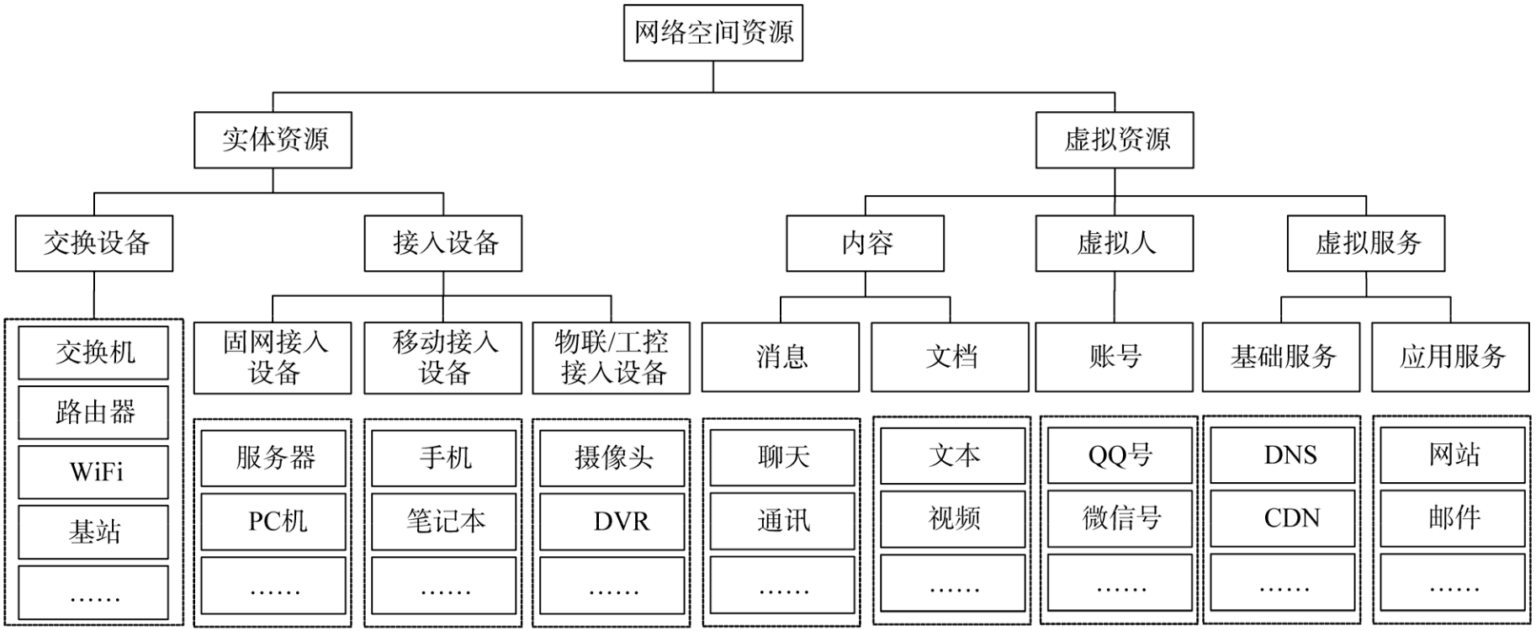 网络空间资源
实体资源
虚拟资源
交换设备
接入设备
内容
虚拟人
虚拟服务
交换机
路由器
WiFi
基站
……
固网接入
设备
移动接入
设备
物联/工控
接入设备
消息
文档
账号
基础服务
应用服务
服务器
PC机
……
手机
笔记本
……
摄像头
DVR
……
聊天
通讯
……
文本
视频
……
QQ号
微信号
……
DNS
CDN
……
网站
邮件
……